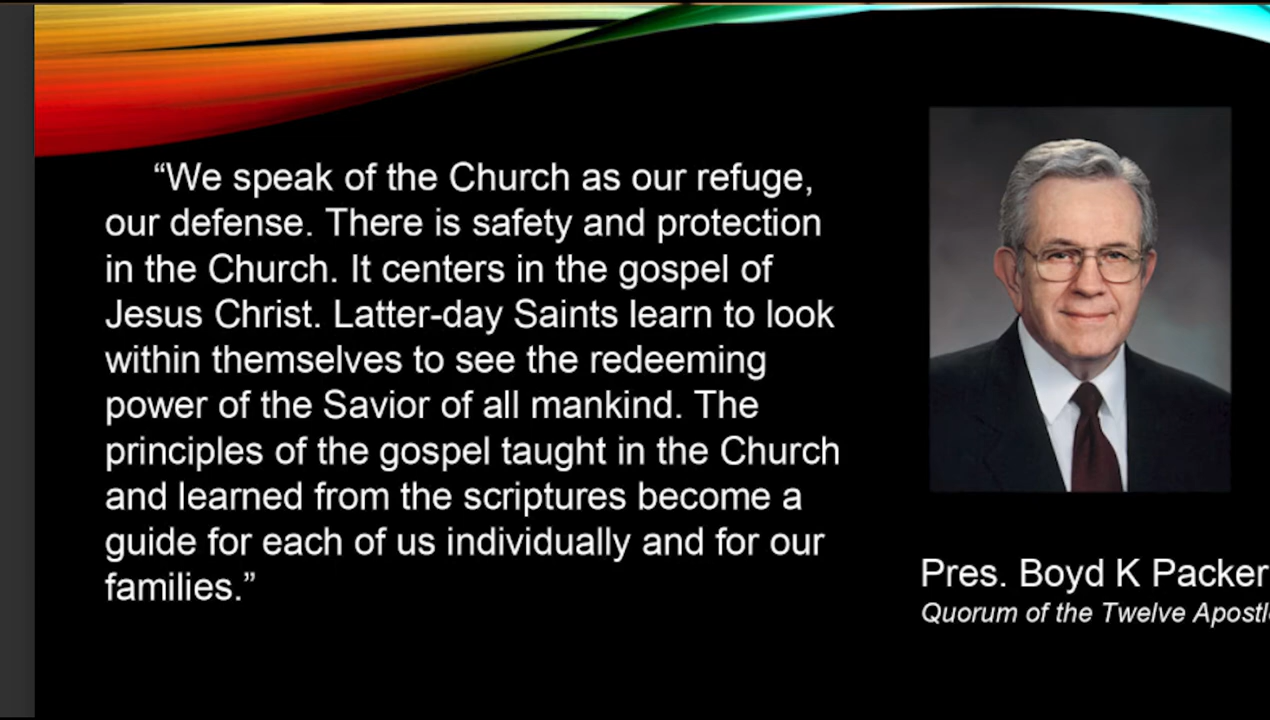 “We speak of the Church as our refuge,
our defense. There is safety and protection
in the Church. It centers in the gospel of
Jesus Christ. Latter-day Saints learn to look
within themselves to see the redeeming
power of the Savior of all mankind. The
principles of the gospel taught in the Church
and learned from the scriptures become a
guide for each of us individually and for our
families.”
Pres. Boyd K Packer
Quorum of the Twelve